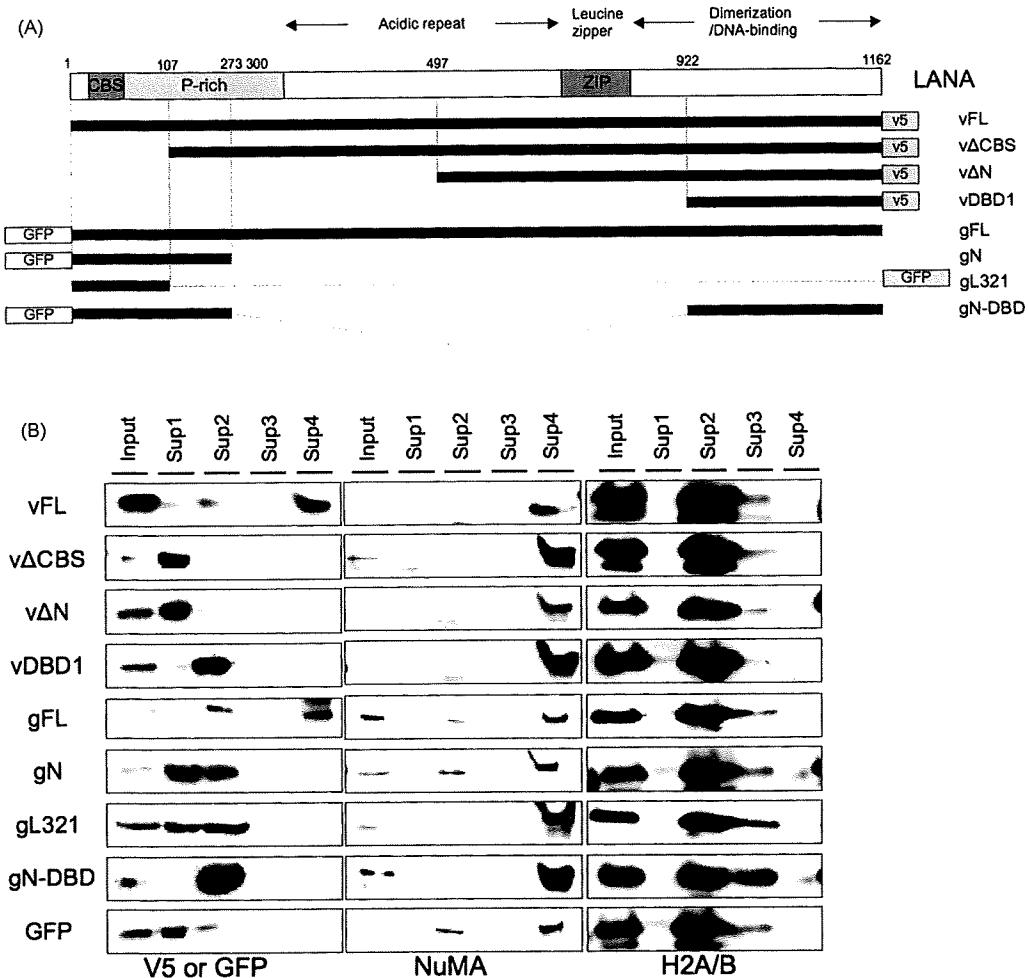 (A)
Acidic repeat
Leucine zipper
Dimerization /DNA-binding
1 107 273 300 497 922 1162
CBS P-rich ZIP LANA
v5 vFL
v5 vΔCBS
v5 vΔN
v5 vDBD1
GFP gFL
GFP gN
GFP gL321
GFP gN-DBD
(B)
Input Sup1 Sup2 Sup3 Sup4 Input Sup1 Sup2 Sup3 Sup4 Input Sup1 Sup2 Sup3 Sup4
vFL
vΔCBS
vΔN
vDBD1
gFL
gN
gL321
gN-DBD
GFP
V5 or GFP NuMA H2A/B